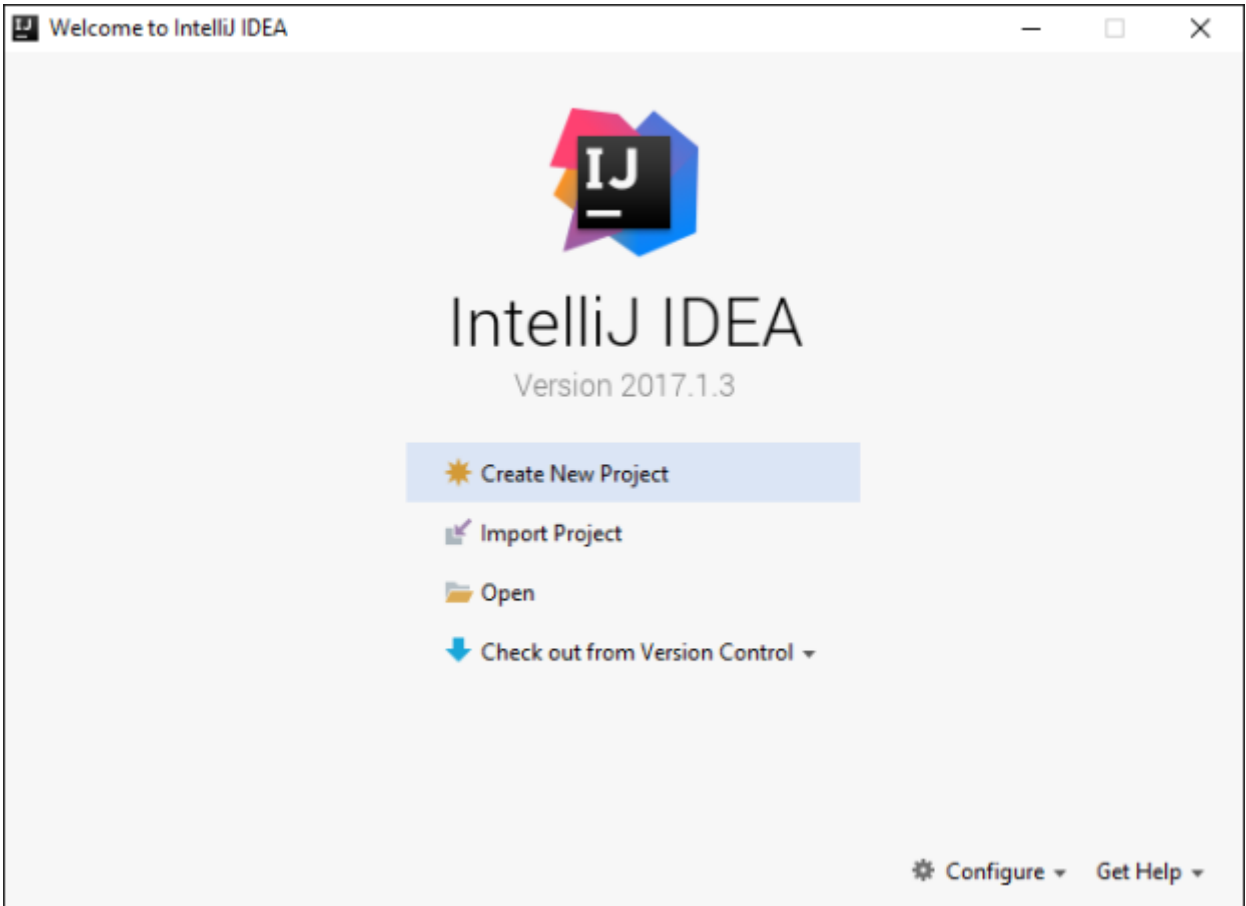 Welcome to IntelliJ IDEA
IJ
IntelliJ IDEA
Version 2017.1.3
Create New Project
Import Project
Open
Check out from Version Control
Configure
Get Help